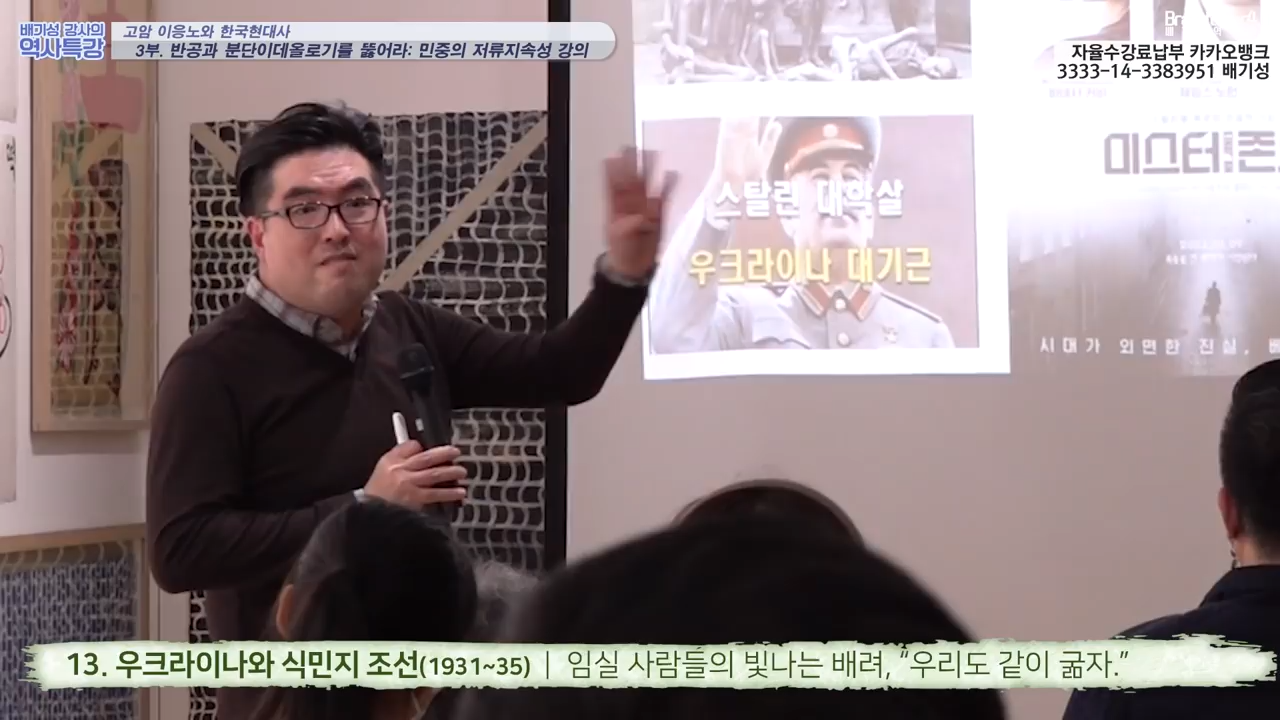 배기성 강사의
역사특강
고암 이응노와 한국현대사
3부. 반공과 분단이데올로기를 뚫어라: 민중의 저류지속성 강의
자율수강료납부 카카오뱅크
3333-14-3383951 배기성
스탈린 대학살
우크라이나 대기근
시대가 외면한 진실,
13. 우크라이나와 식민지 조선(1931~35) | 임실 사람들의 빛나는 배려, “우리도 같이 굶자.”